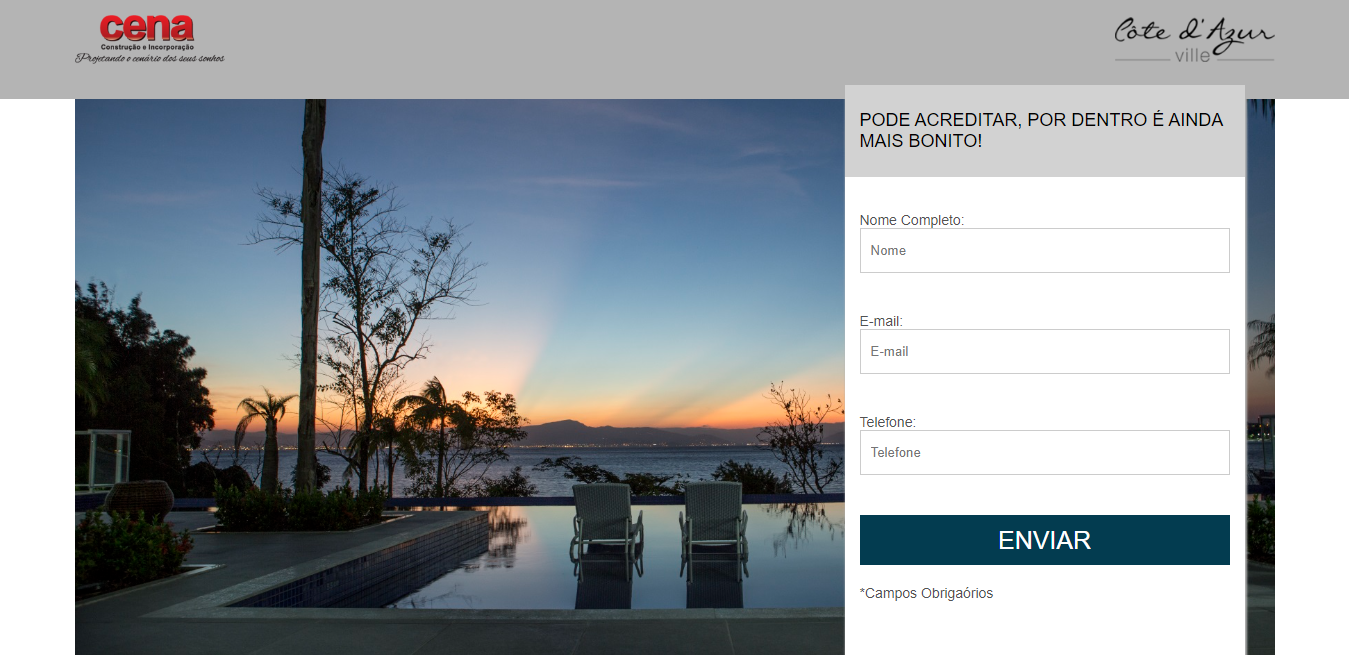 cena
Construção e Incorporação
Projetando o cenário dos seus sonhos
Côte d'Azur
ville
PODE ACREDITAR, POR DENTRO É AINDA
MAIS BONITO!
Nome Completo:
Nome
E-mail:
E-mail
Telefone:
Telefone
ENVIAR
*Campos Obrigaórios